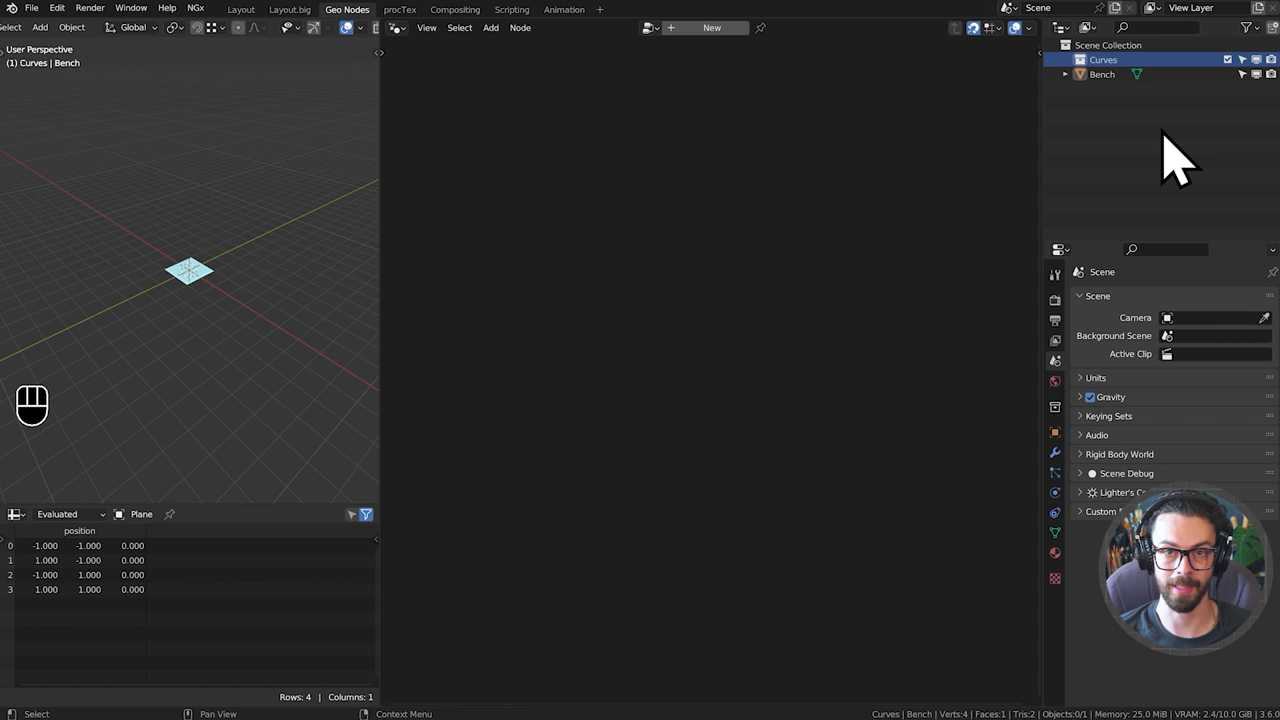 File Edit Render Window Help NGx Layout Layout.big Geo Nodes procTex Compositing Scripting Animation + Scene View Layer
Select Add Object Global
View Select Add Node + New
User Perspective
(1) Curves | Bench
Scene Collection
Curves
Bench
Scene
Scene
Camera
Background Scene
Active Clip
Units
Gravity
Keying Sets
Audio
Rigid Body World
Scene Debug
Lighter's C
Custom
Evaluated Plane
position
0 -1.000 -1.000 0.000
1 1.000 -1.000 0.000
2 -1.000 1.000 0.000
3 1.000 1.000 0.000
Rows: 4 | Columns: 1
Select Pan View Context Menu Curves | Bench | Verts:4 | Faces:1 | Tris:2 | Objects:0/1 | Memory: 25.0 MiB | VRAM: 2.4/10.0 GiB | 3.6.0